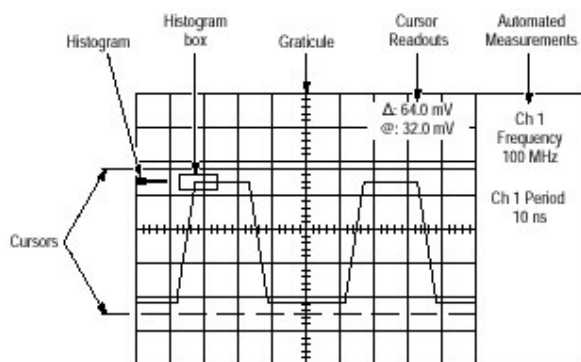 Histogram
Histogram
box
Graticule
Cursor
Readouts
Automated
Measurements
Δ: 64.0 mV
@: 32.0 mV
Ch 1
Frequency
100 MHz
Ch 1 Period
10 ns
Cursors